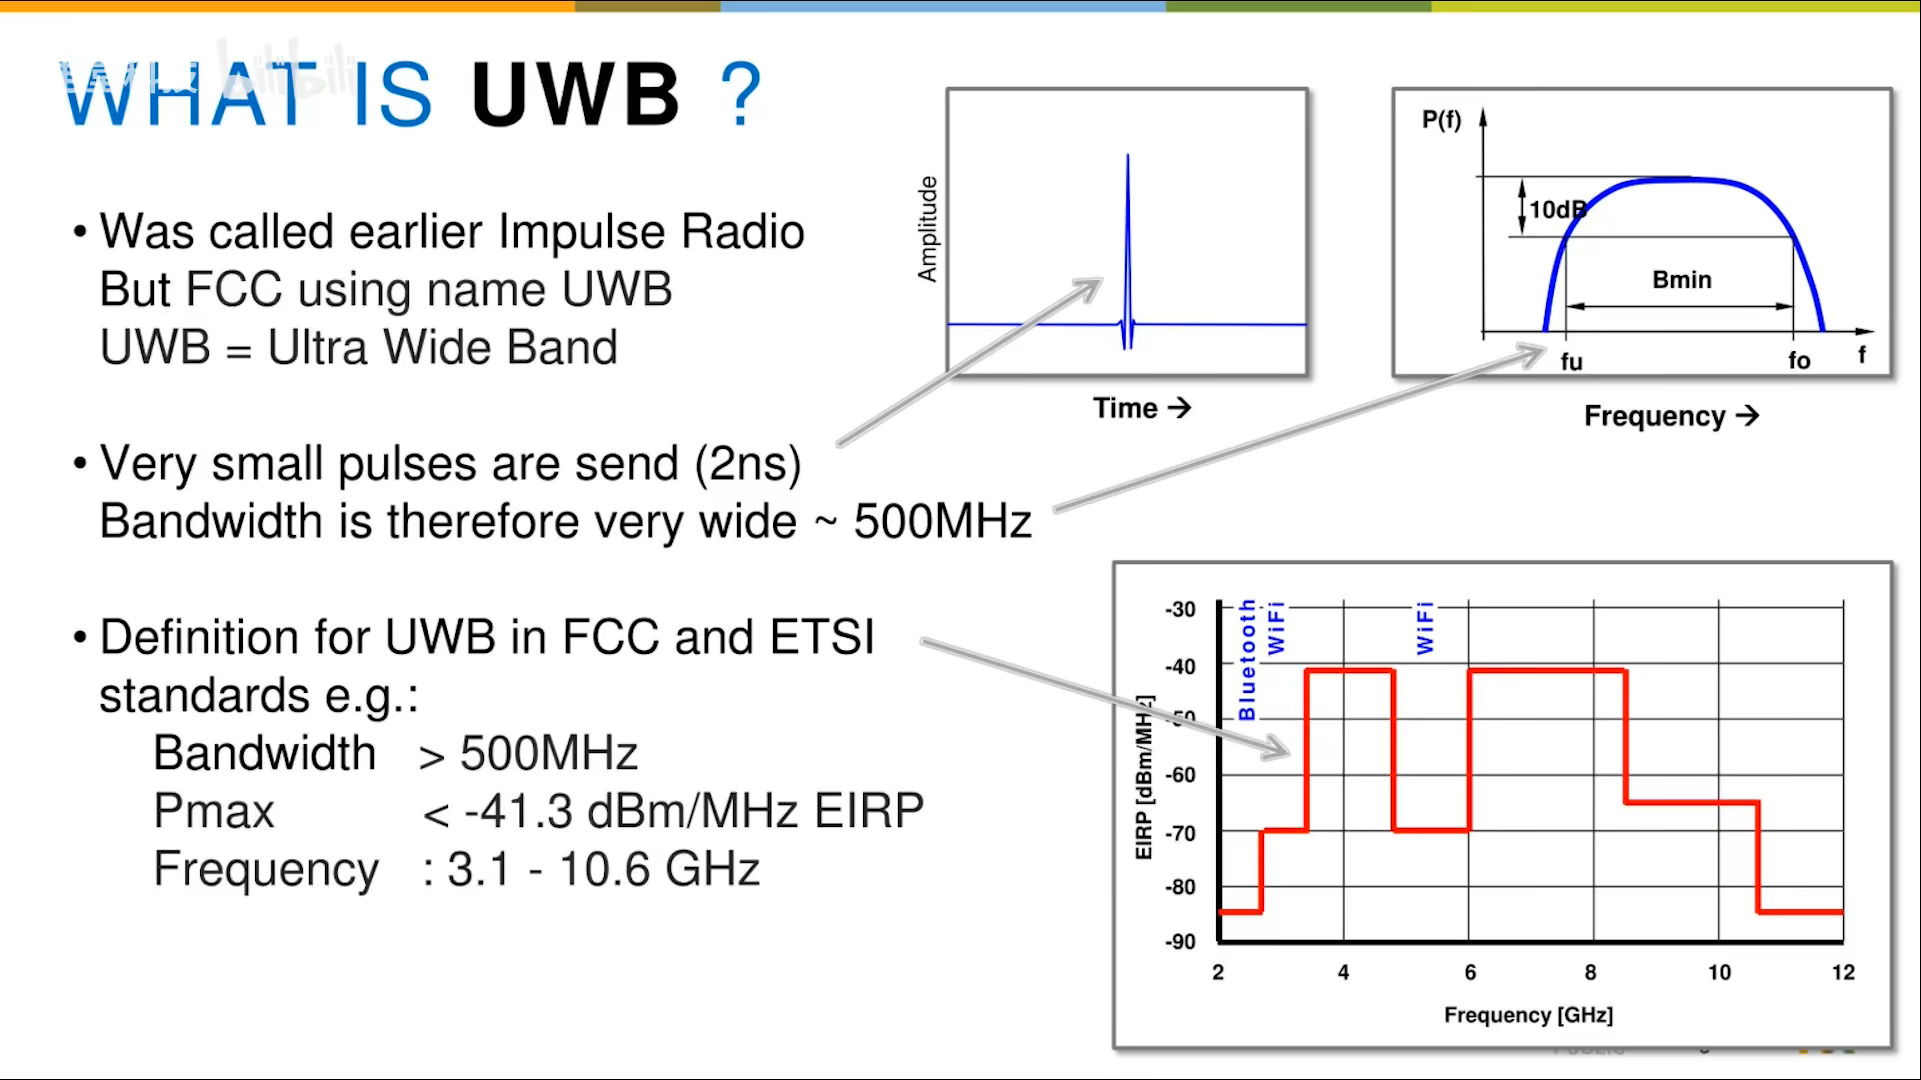 WHAT IS UWB ?
bilibili
• Was called earlier Impulse Radio
But FCC using name UWB
UWB = Ultra Wide Band
• Very small pulses are send (2ns)
Bandwidth is therefore very wide ~ 500MHz
• Definition for UWB in FCC and ETSI
standards e.g.:
Bandwidth > 500MHz
Pmax < -41.3 dBm/MHz EIRP
Frequency : 3.1 - 10.6 GHz
Amplitude
Time →
P(f)
10dB
Bmin
fu
fo
f
Frequency →
EIRP [dBm/MHz]
-30
-40
-50
-60
-70
-80
-90
Bluetooth
WiFi
WiFi
2 4 6 8 10 12
Frequency [GHz]